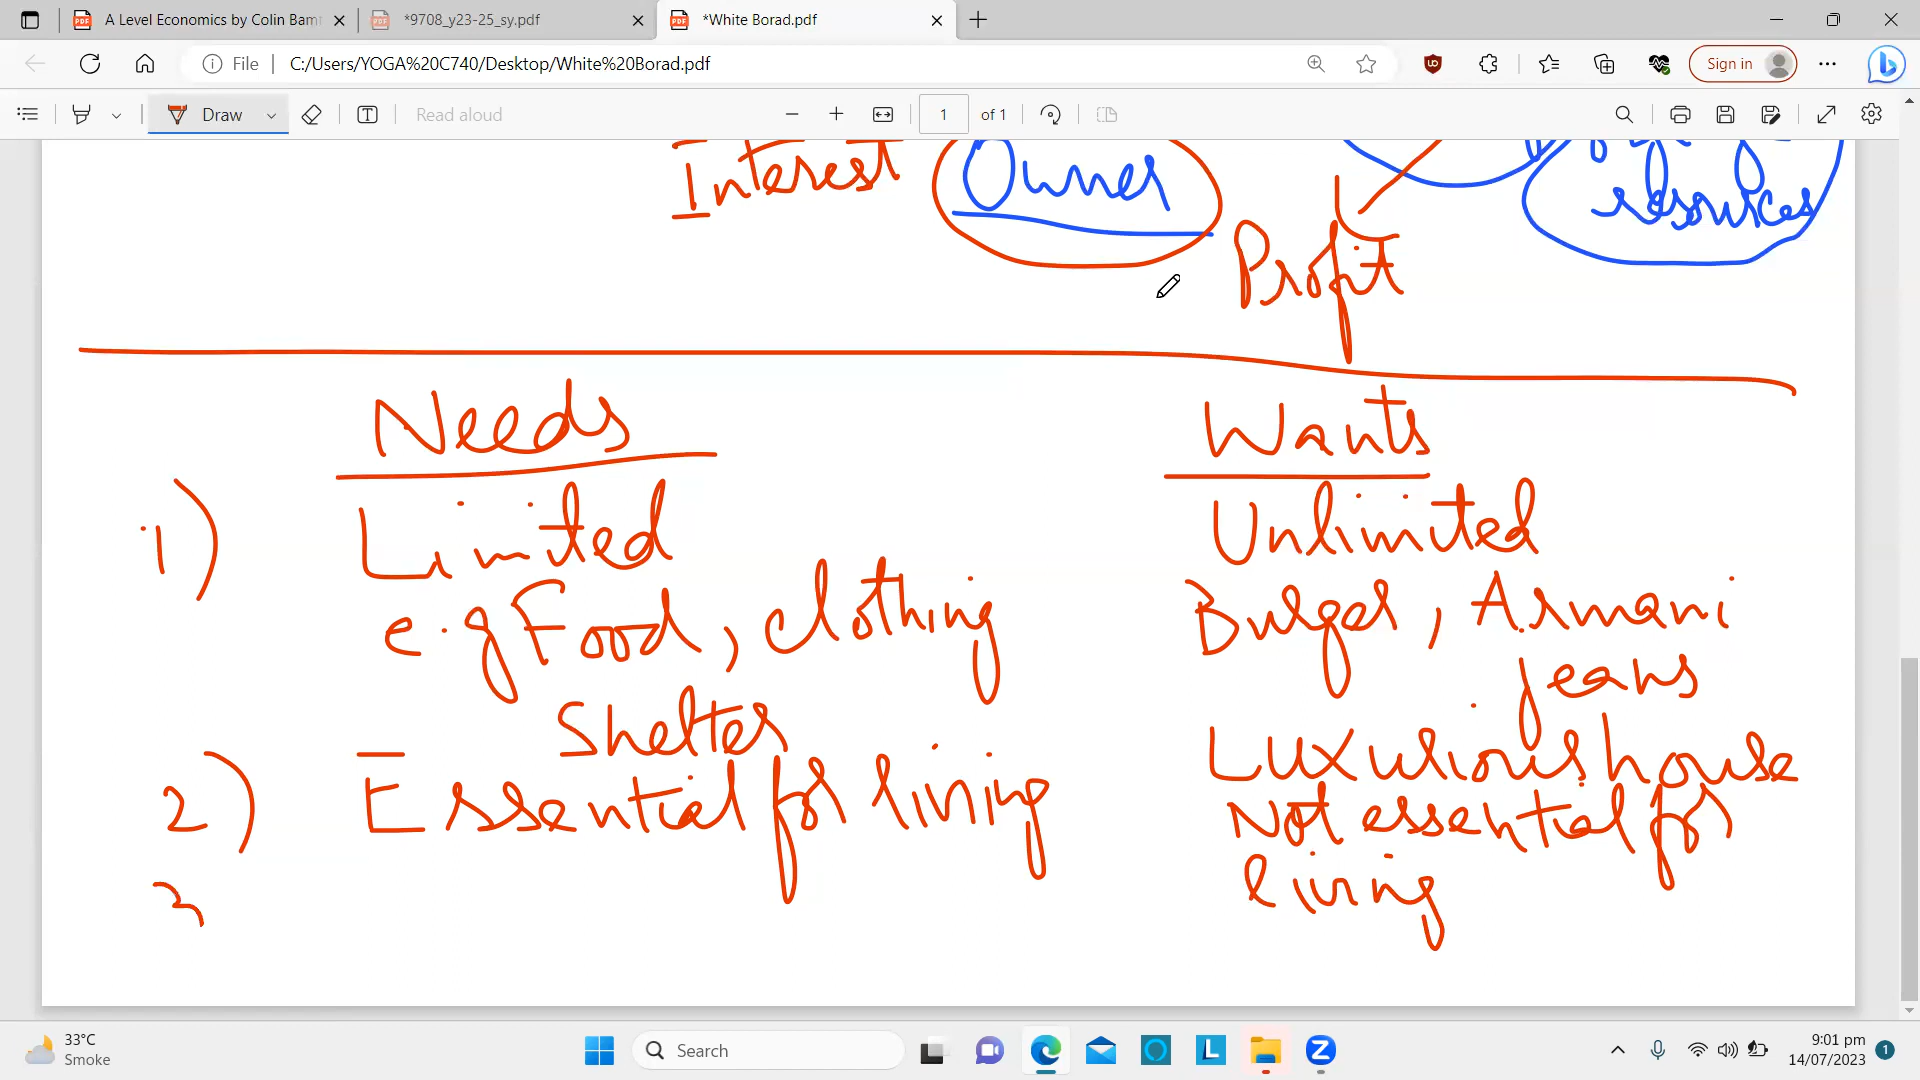 A Level Economics by Colin Bam
*9708_y23-25_sy.pdf
*White Borad.pdf
File
C:/Users/YOGA%20C740/Desktop/White%20Borad.pdf
Sign in
Draw
Read aloud
1
of 1
Interest
Owner
resources
Profit
Needs
Wants
1)
Limited
Unlimited
e.g Food, clothing
Burger, Armani
Jeans
Shelter
Luxurious house
2)
Essential for living
Not essential for
living
3
33°C
Smoke
Search
9:01 pm
14/07/2023
1